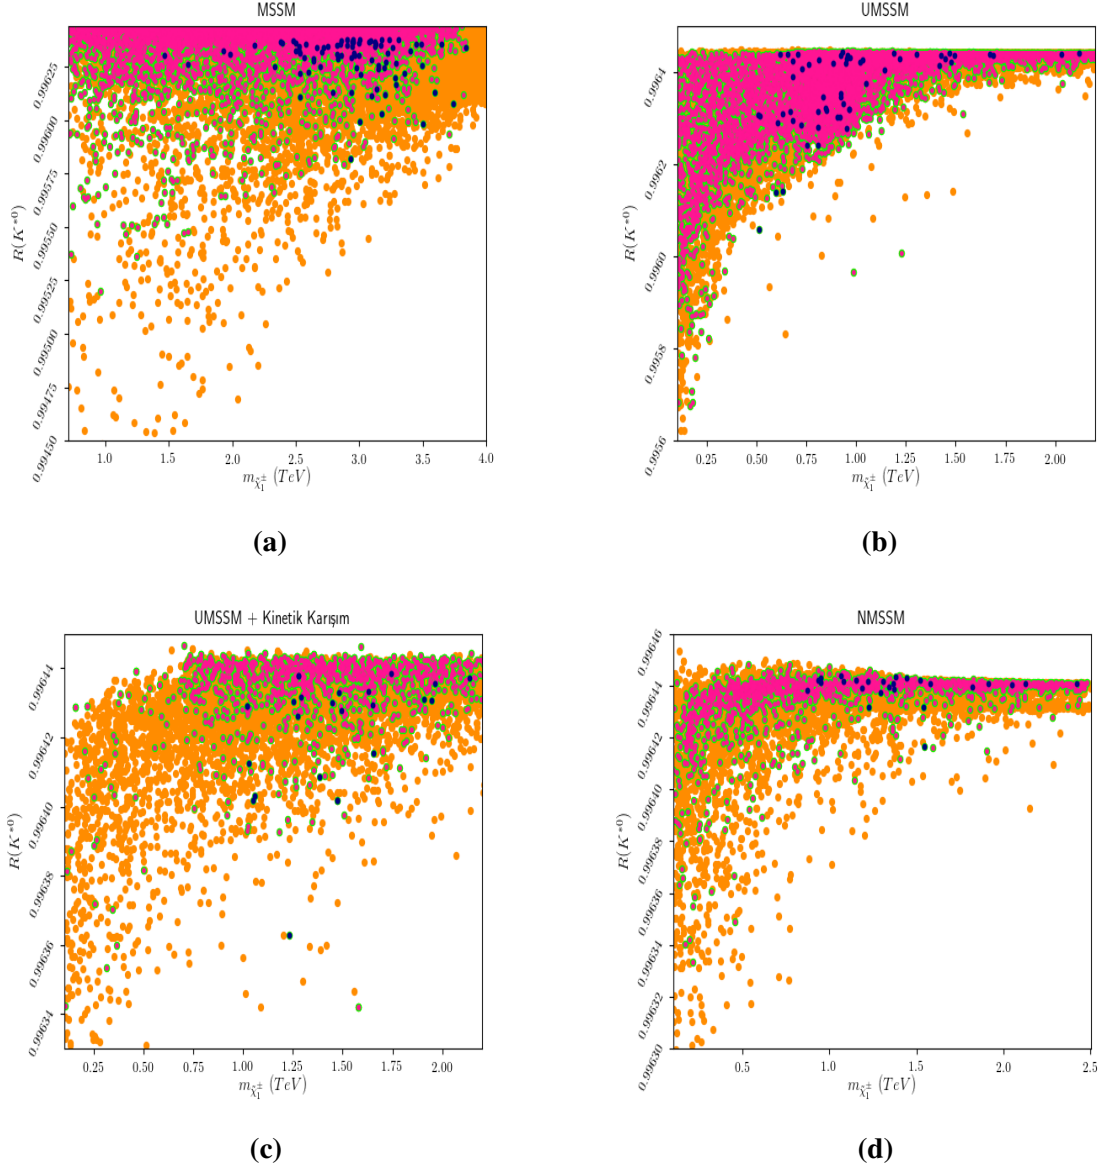 MSSM
0.99625
0.99600
0.99575
0.99550
0.99525
0.99500
0.99475
0.99450
R(K*0)
1.0 1.5 2.0 2.5 3.0 3.5 4.0
m_χ̃₁± (TeV)
(a)
UMSSM
0.9964
0.9962
0.9960
0.9958
0.9956
R(K*0)
0.25 0.50 0.75 1.00 1.25 1.50 1.75 2.00
m_χ̃₁± (TeV)
(b)
UMSSM + Kinetik Karışım
0.99644
0.99642
0.99640
0.99638
0.99636
0.99634
R(K*0)
0.25 0.50 0.75 1.00 1.25 1.50 1.75 2.00
m_χ̃₁± (TeV)
(c)
NMSSM
0.99646
0.99644
0.99642
0.99640
0.99638
0.99636
0.99634
0.99632
0.99630
R(K*0)
0.5 1.0 1.5 2.0 2.5
m_χ̃₁± (TeV)
(d)